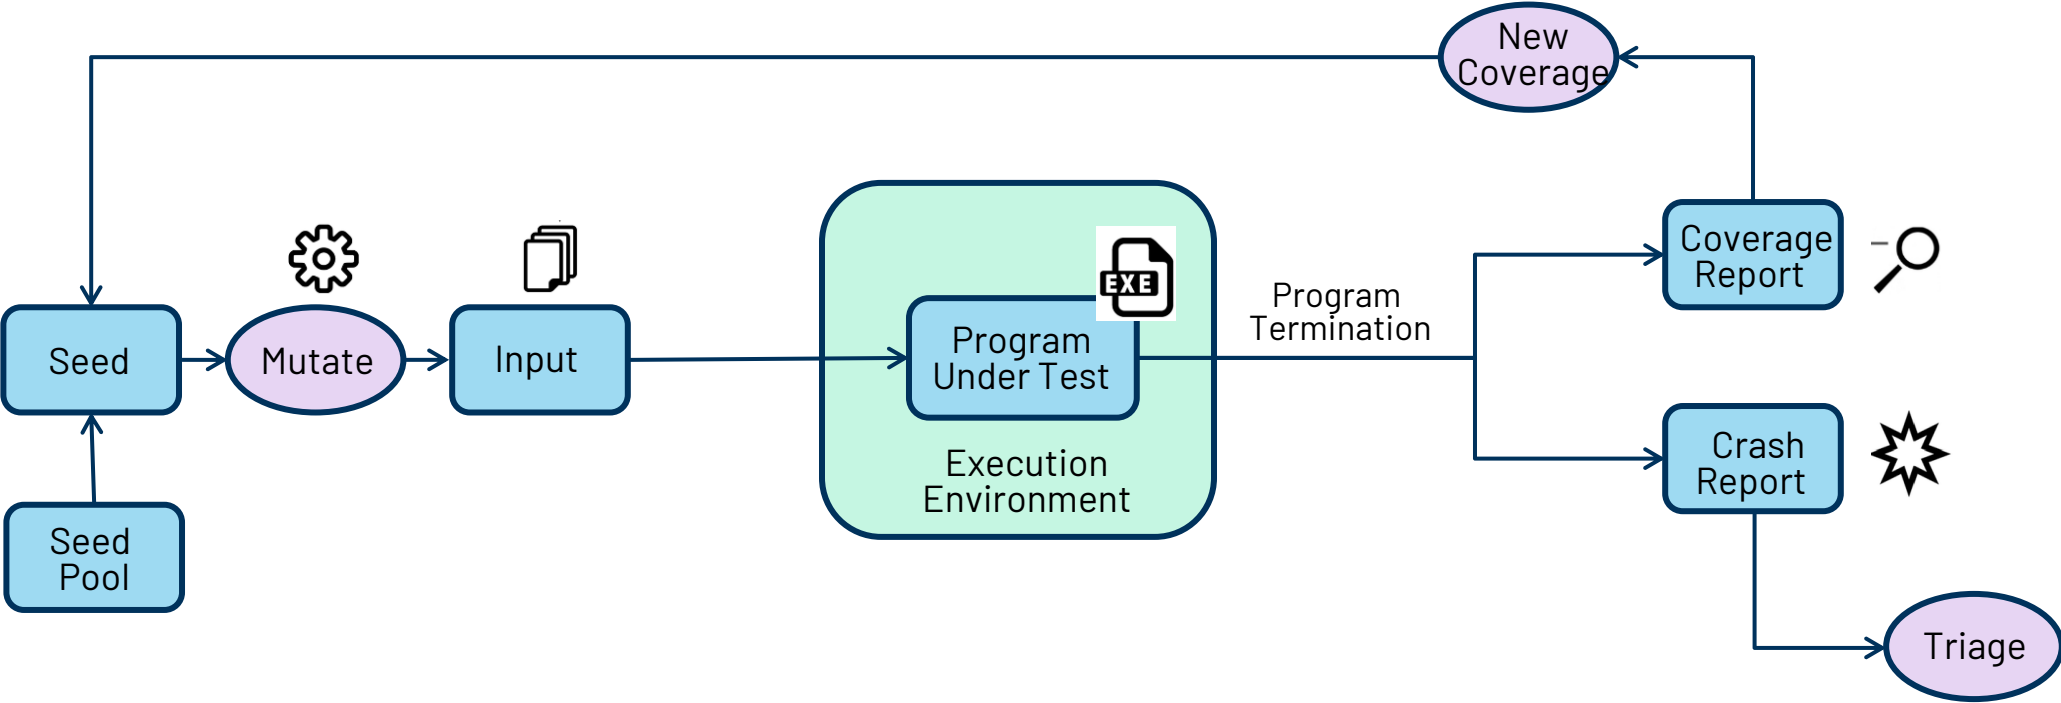 New
Coverage
Coverage
Report
EXE
Program
Termination
Seed
Mutate
Input
Program
Under Test
Execution
Environment
Crash
Report
Seed
Pool
Triage